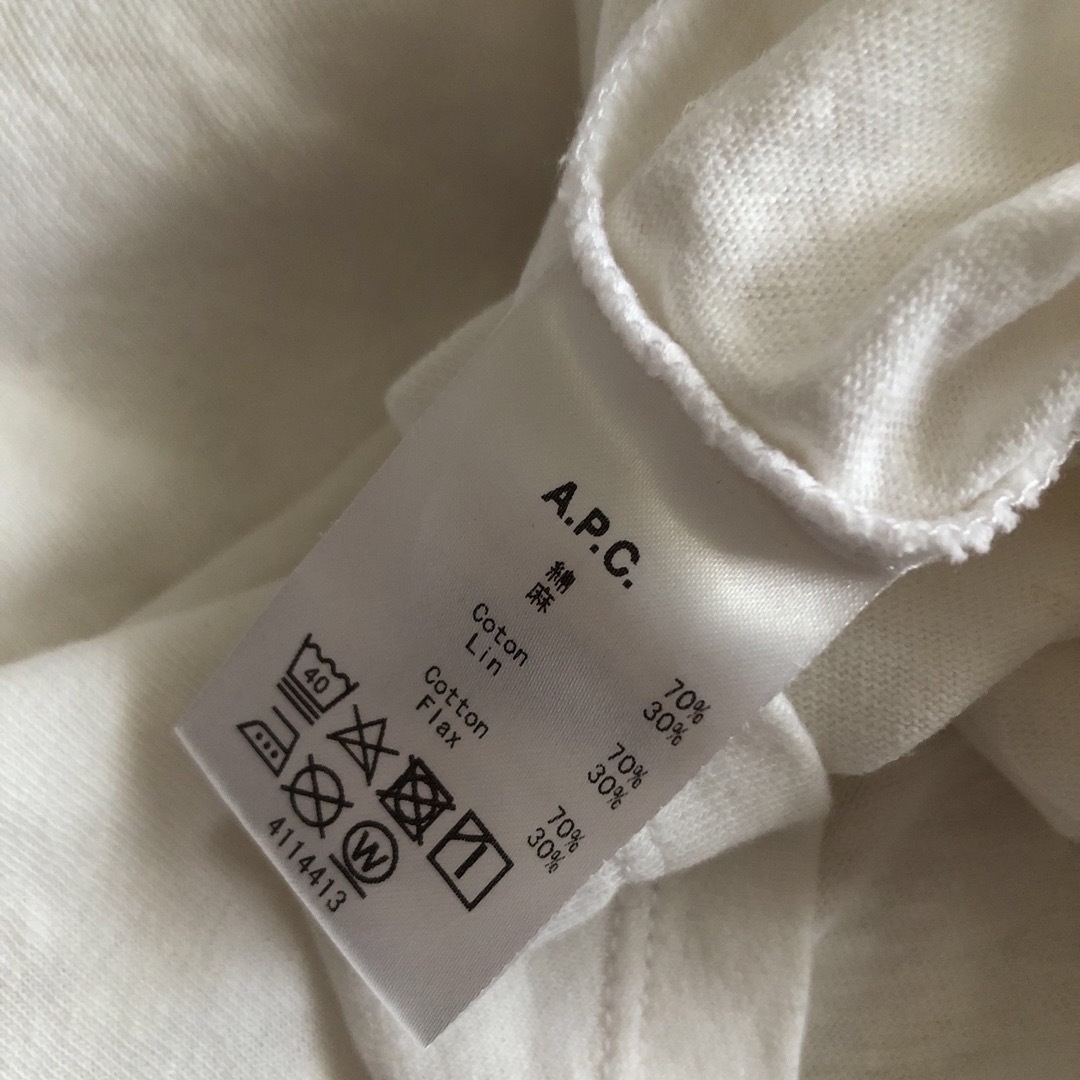 A.P.C.
綿 70%
麻 30%
Coton 70%
Lin 30%
Cotton 70%
Flax 30%
40
W
4114413